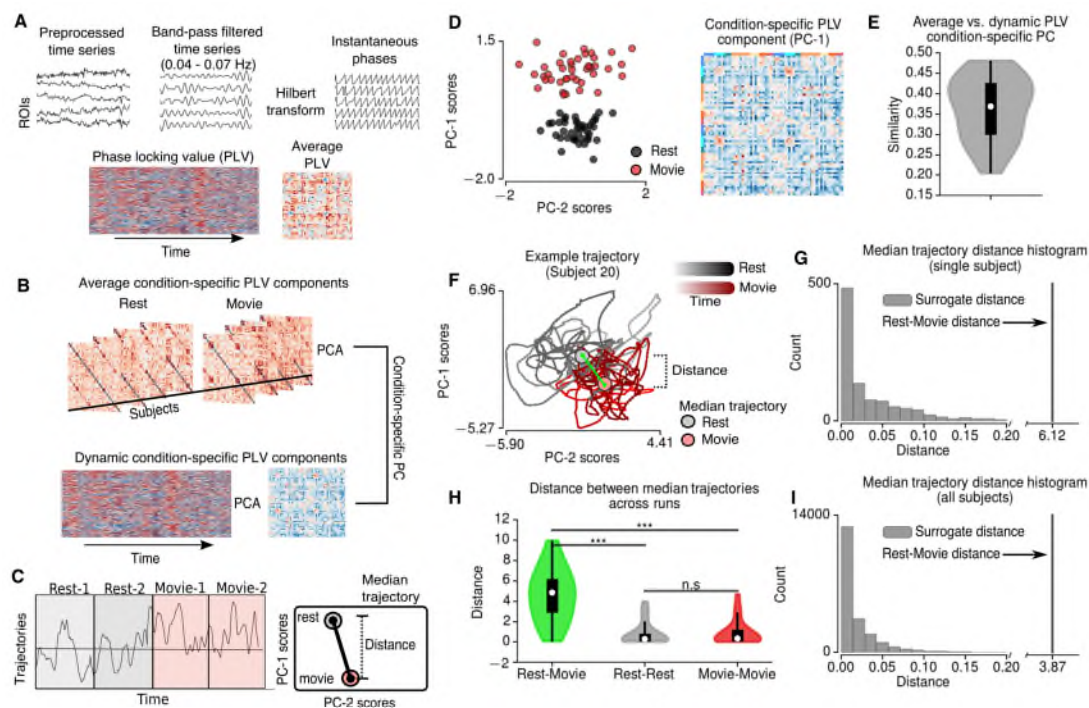 A
Preprocessed
time series
Band-pass filtered
time series
(0.04 - 0.07 Hz)
Instantaneous
phases
ROIs
Hilbert
transform
Phase locking value (PLV)
Average
PLV
Time
B
Average condition-specific PLV components
Rest
Movie
PCA
Subjects
Condition-specific PC
Dynamic condition-specific PLV components
PCA
Time
C
Rest-1
Rest-2
Movie-1
Movie-2
Trajectories
Time
Median
trajectory
rest
movie
Distance
PC-1 scores
PC-2 scores
D
1.5
PC-1 scores
−2.0
−2
2
PC-2 scores
Rest
Movie
Condition-specific PLV
component (PC-1)
E
Average vs. dynamic PLV
condition-specific PC
Similarity
0.50
0.45
0.40
0.35
0.30
0.25
0.20
0.15
F
Example trajectory
(Subject 20)
Rest
Movie
Time
6.96
PC-1 scores
−5.27
−5.90
4.41
PC-2 scores
Distance
Median trajectory
Rest
Movie
G
Median trajectory distance histogram
(single subject)
500
Surrogate distance
Rest-Movie distance
Count
0
0.00
0.05
0.10
0.15
0.20
6.12
Distance
H
Distance between median trajectories
across runs
***
***
n.s
Distance
12
10
8
6
4
2
0
−2
Rest-Movie
Rest-Rest
Movie-Movie
I
Median trajectory distance histogram
(all subjects)
14000
Surrogate distance
Rest-Movie distance
Count
0
0.00
0.05
0.10
0.15
0.20
3.87
Distance